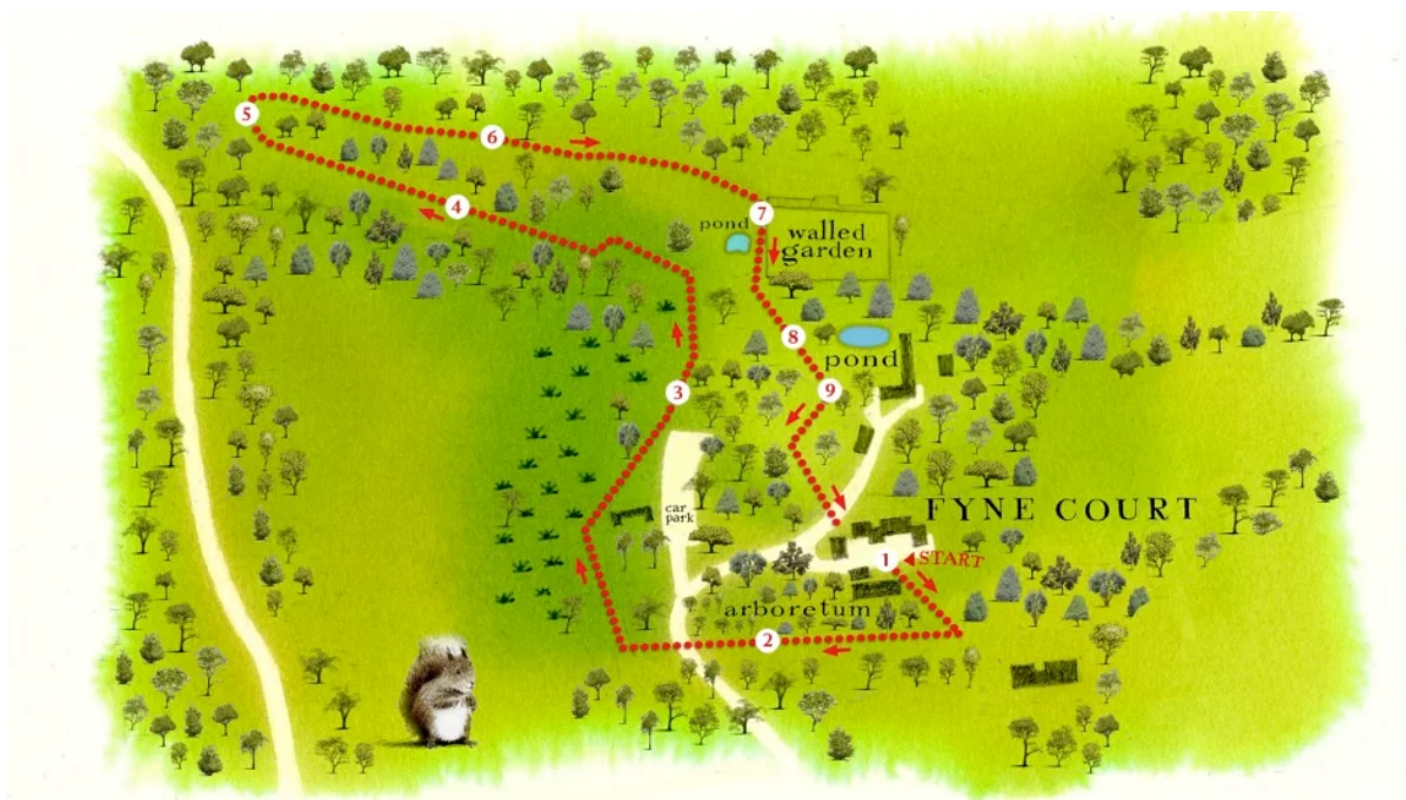 5
6
4
7
pond
walled
garden
8
pond
3
9
car
park
FYNE COURT
1
START
arboretum
2